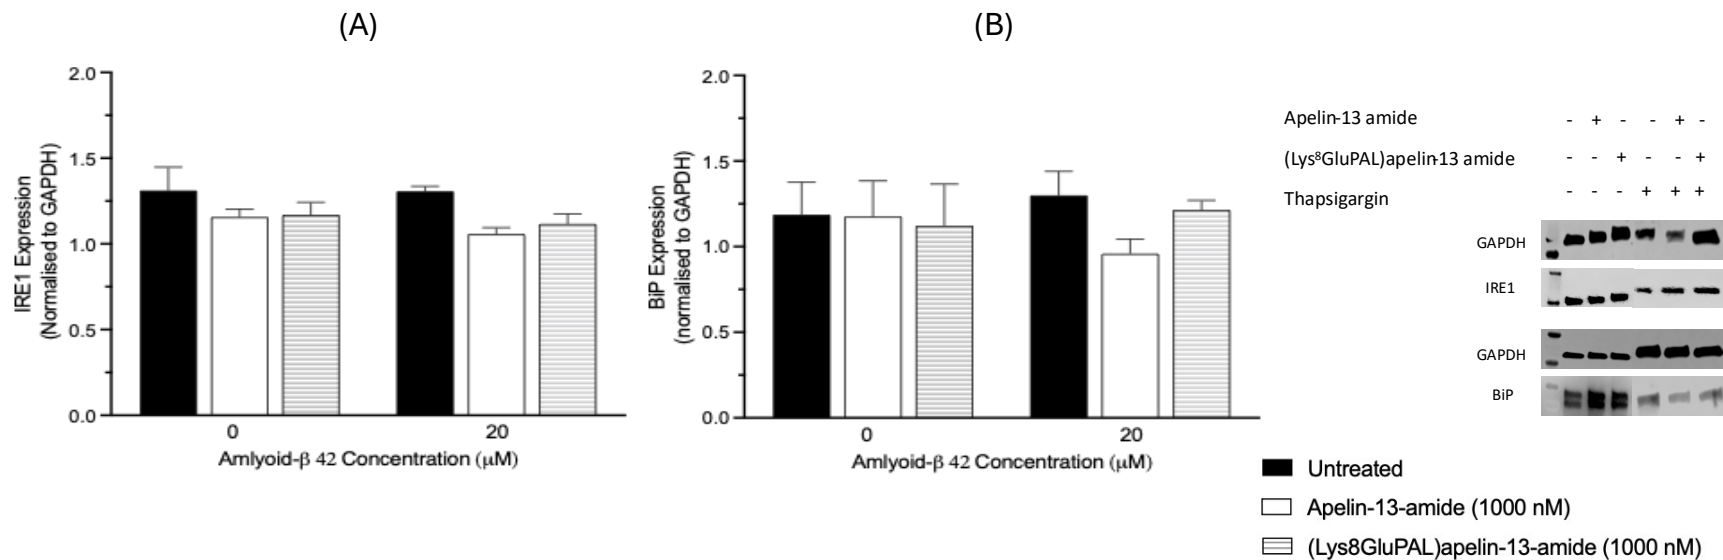 (A)
2.0
1.5
1.0
0.5
0.0
IRE1 Expression
(Normalised to GAPDH)
0 20
Amlyoid-β 42 Concentration (μM)
(B)
2.0
1.5
1.0
0.5
0.0
BiP Expression
(normalised to GAPDH)
0 20
Amlyoid-β 42 Concentration (μM)
Apelin-13 amide - + - - + -
(Lys⁸GluPAL)apelin-13 amide - - + - - +
Thapsigargin - - - + + +
GAPDH
IRE1
GAPDH
BiP
Untreated
Apelin-13-amide (1000 nM)
(Lys8GluPAL)apelin-13-amide (1000 nM)